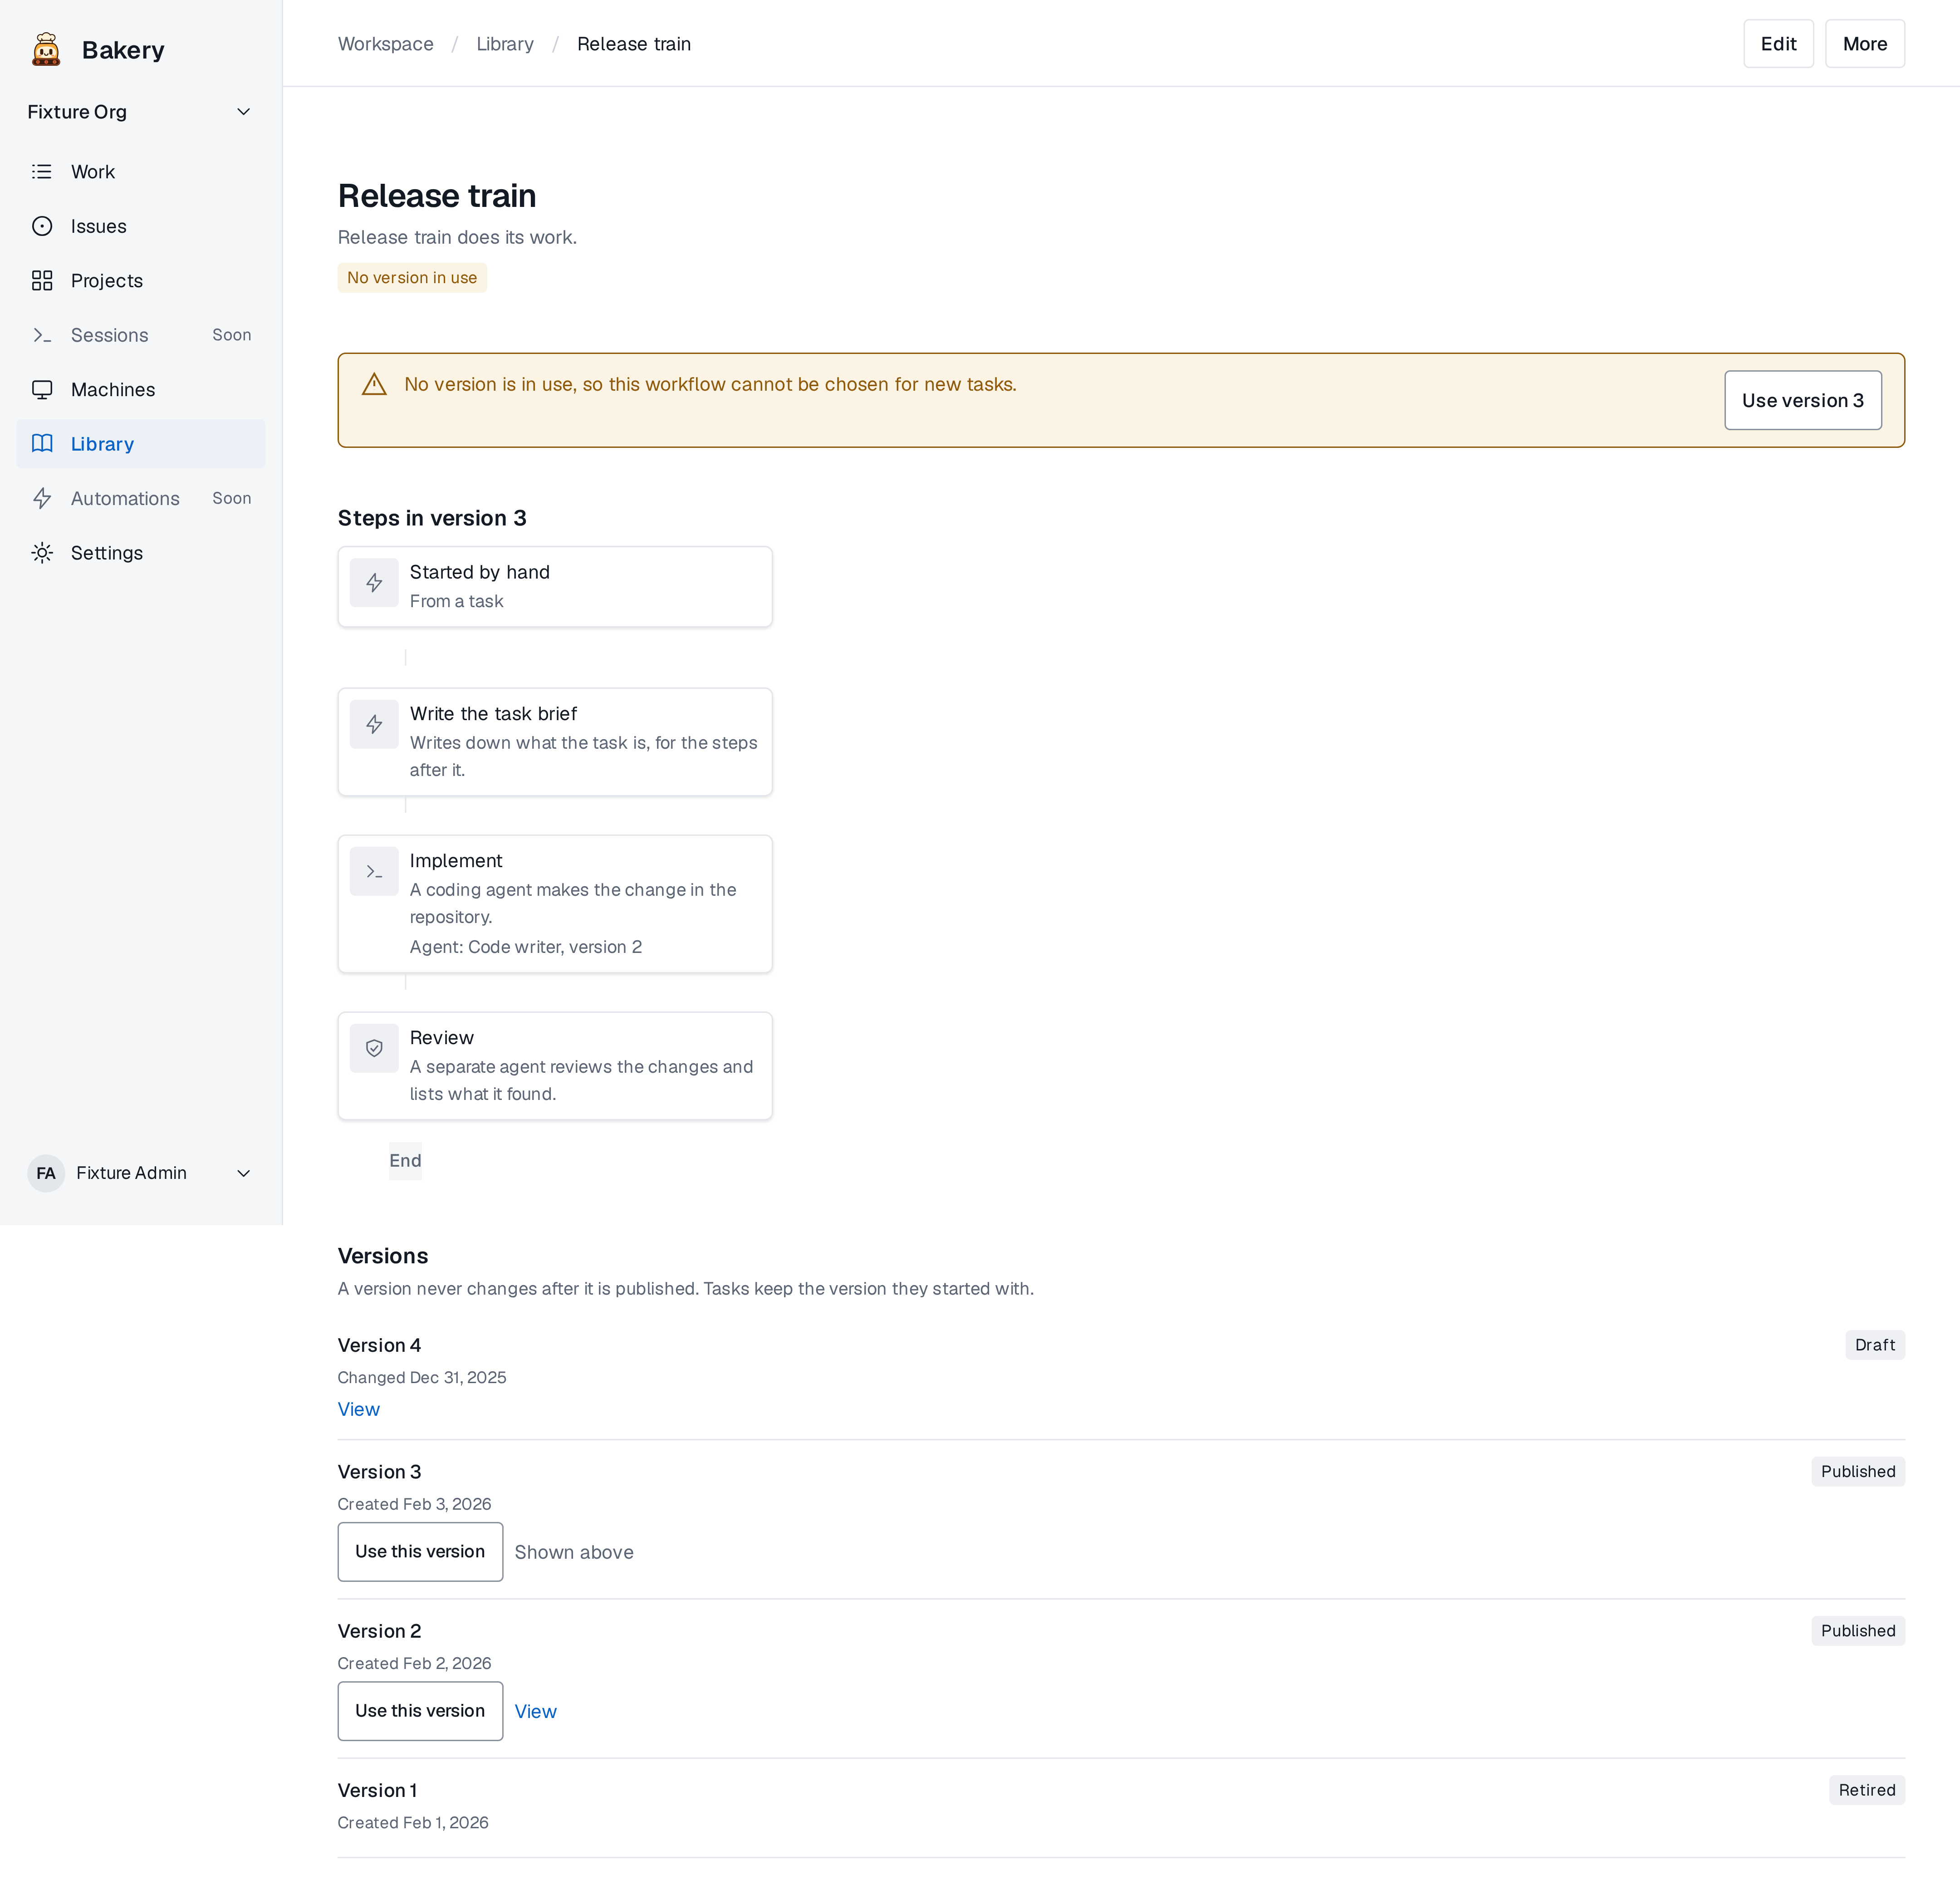 Bakery
Fixture Org
Work
Issues
Projects
Sessions Soon
Machines
Library
Automations Soon
Settings
FA Fixture Admin
Workspace / Library / Release train
Edit More
Release train
Release train does its work.
No version in use
No version is in use, so this workflow cannot be chosen for new tasks.
Use version 3
Steps in version 3
Started by hand
From a task
Write the task brief
Writes down what the task is, for the steps
after it.
Implement
A coding agent makes the change in the
repository.
Agent: Code writer, version 2
Review
A separate agent reviews the changes and
lists what it found.
End
Versions
A version never changes after it is published. Tasks keep the version they started with.
Version 4 Draft
Changed Dec 31, 2025
View
Version 3 Published
Created Feb 3, 2026
Use this version Shown above
Version 2 Published
Created Feb 2, 2026
Use this version View
Version 1 Retired
Created Feb 1, 2026